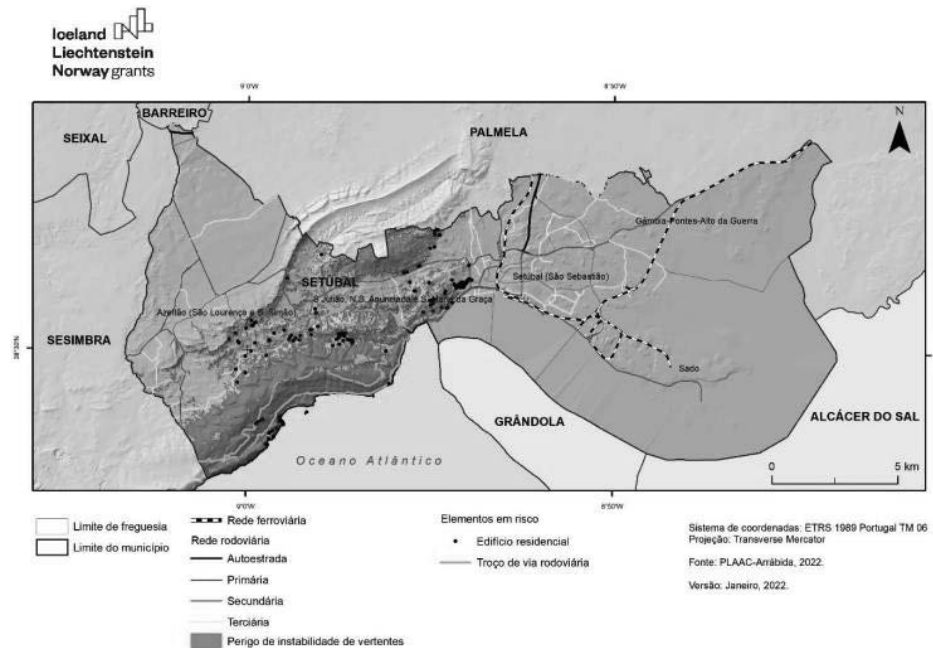 Iceland
Liechtenstein
Norway grants
9°0'W
8°50'W
BARREIRO
SEIXAL
PALMELA
N
Gâmbia-Pontes-Alto da Guerra
SETÚBAL
Setúbal (São Sebastião)
S. Julião, N.S. Anunciada e S. Maria da Graça
Azeitão (São Lourenço e S. Simão)
SESIMBRA
38°30'N
Sado
GRÂNDOLA
ALCÁCER DO SAL
Oceano Atlântico
0
5 km
9°0'W
8°50'W
Limite de freguesia
Limite do município
Rede ferroviária
Rede rodoviária
Autoestrada
Primária
Secundária
Terciária
Perigo de instabilidade de vertentes
Elementos em risco
Edifício residencial
Troço de via rodoviária
Sistema de coordenadas: ETRS 1989 Portugal TM 06
Projeção: Transverse Mercator
Fonte: PLAAC-Arrábida, 2022.
Versão: Janeiro, 2022.